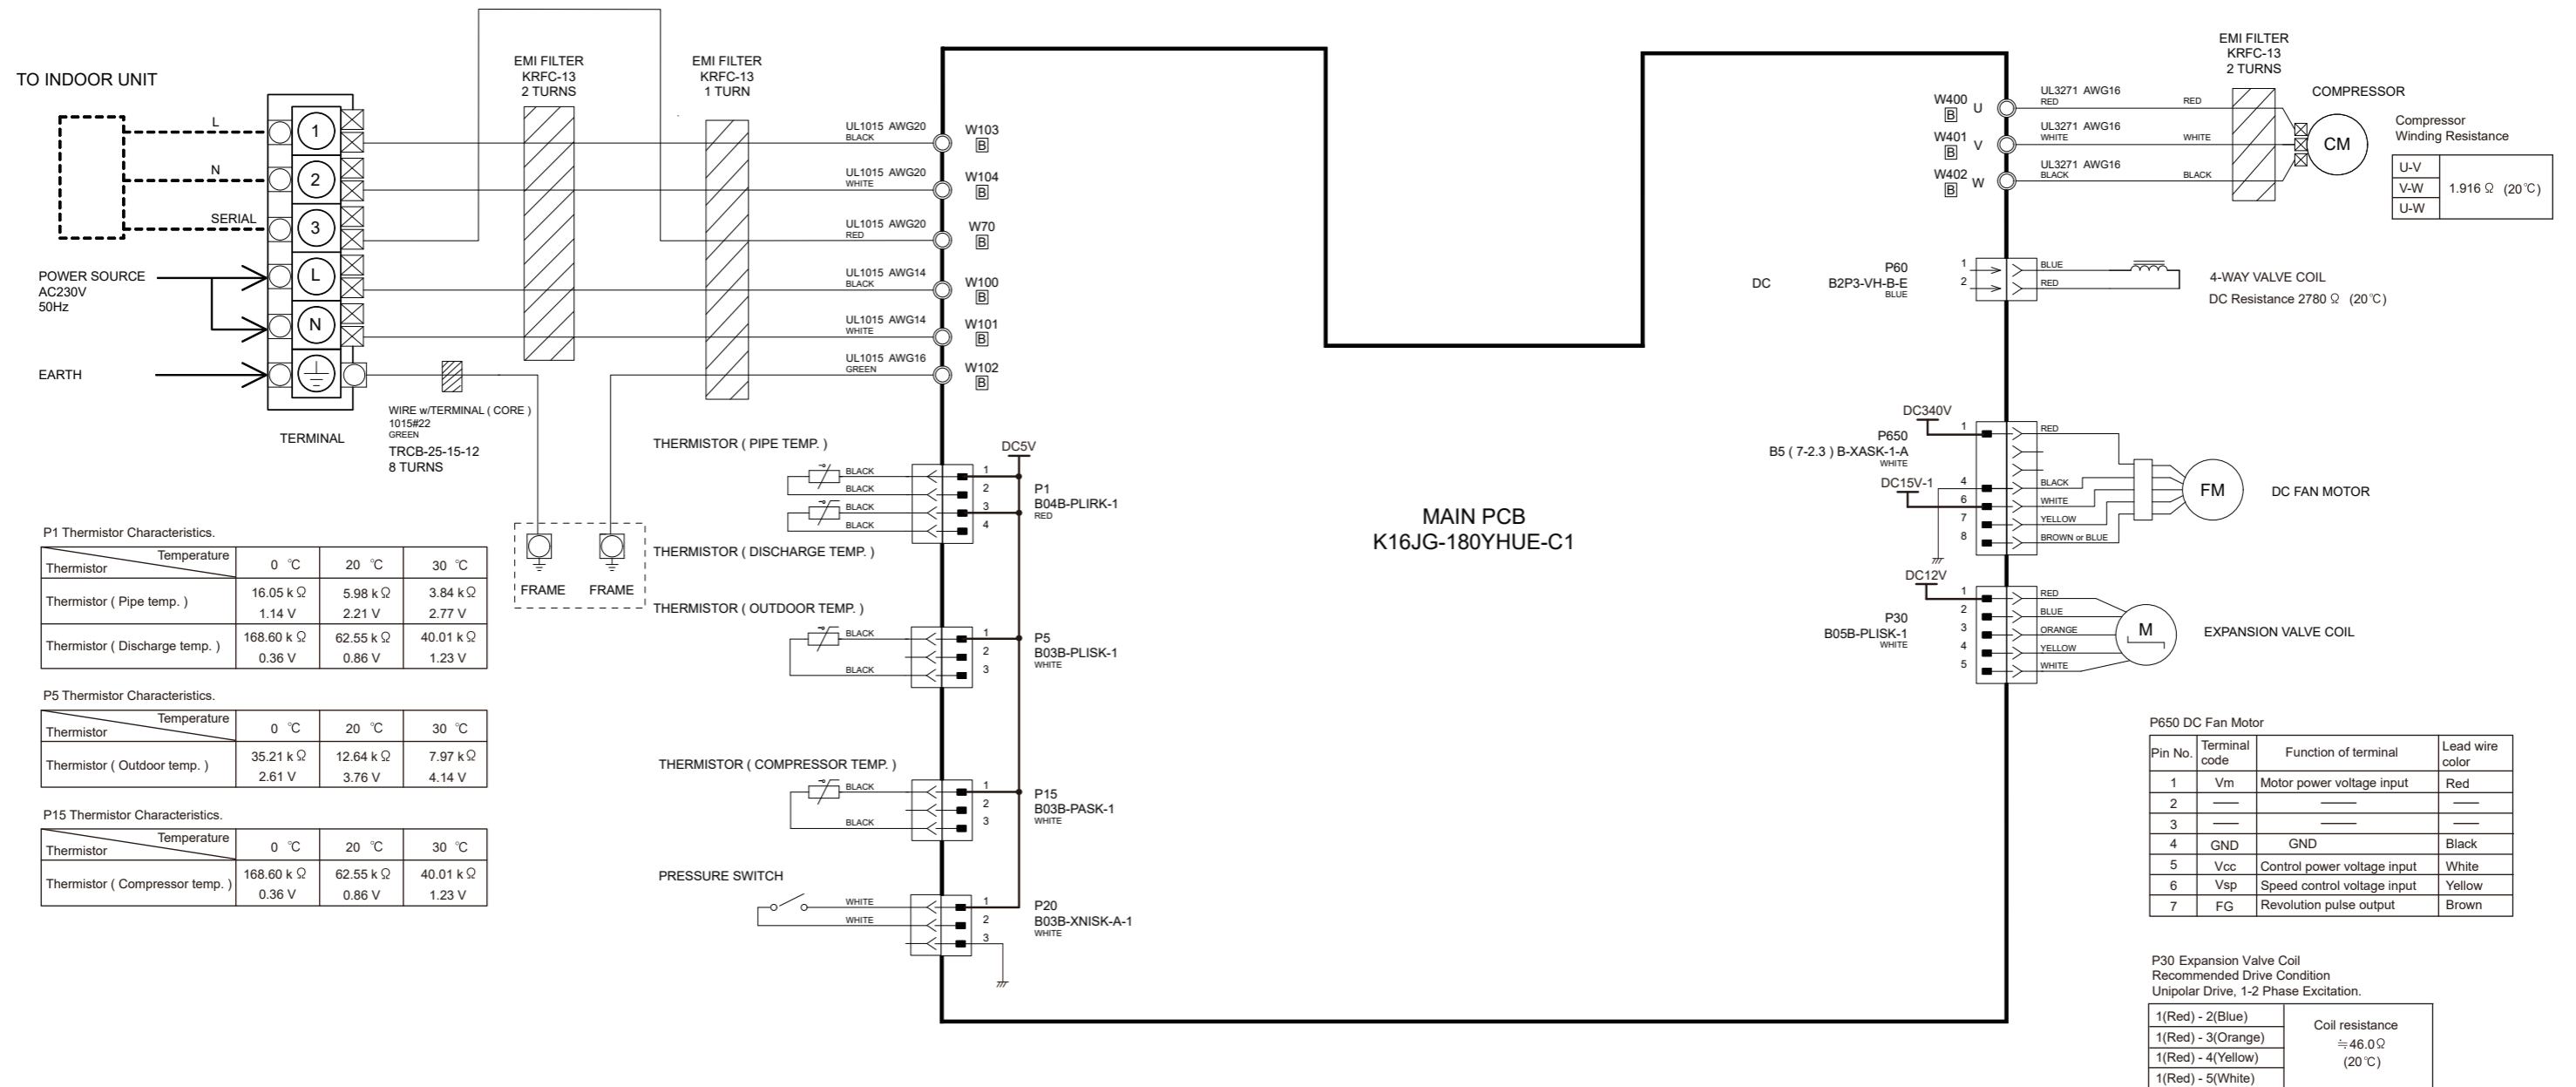 TO INDOOR UNIT
L
N
SERIAL
POWER SOURCE
AC230V
50Hz
EARTH
1
2
3
L
N
TERMINAL
EMI FILTER
KRFC-13
2 TURNS
EMI FILTER
KRFC-13
1 TURN
WIRE w/TERMINAL ( CORE )
1015#22
GREEN
TRCB-25-15-12
8 TURNS
FRAME
FRAME
UL1015 AWG20
BLACK
W103
B
UL1015 AWG20
WHITE
W104
B
UL1015 AWG20
RED
W70
B
UL1015 AWG14
BLACK
W100
B
UL1015 AWG14
WHITE
W101
B
UL1015 AWG16
GREEN
W102
B
THERMISTOR ( PIPE TEMP. )
DC5V
BLACK
BLACK
BLACK
BLACK
1
2
3
4
P1
B04B-PLIRK-1
RED
THERMISTOR ( DISCHARGE TEMP. )
THERMISTOR ( OUTDOOR TEMP. )
BLACK
BLACK
1
2
3
P5
B03B-PLISK-1
WHITE
THERMISTOR ( COMPRESSOR TEMP. )
BLACK
BLACK
1
2
3
P15
B03B-PASK-1
WHITE
PRESSURE SWITCH
WHITE
WHITE
1
2
3
P20
B03B-XNISK-A-1
WHITE
P1 Thermistor Characteristics.
Temperature
Thermistor
0 ℃
20 ℃
30 ℃
Thermistor ( Pipe temp. )
16.05 k Ω
1.14 V
5.98 k Ω
2.21 V
3.84 k Ω
2.77 V
Thermistor ( Discharge temp. )
168.60 k Ω
0.36 V
62.55 k Ω
0.86 V
40.01 k Ω
1.23 V
P5 Thermistor Characteristics.
Temperature
Thermistor
0 ℃
20 ℃
30 ℃
Thermistor ( Outdoor temp. )
35.21 k Ω
2.61 V
12.64 k Ω
3.76 V
7.97 k Ω
4.14 V
P15 Thermistor Characteristics.
Temperature
Thermistor
0 ℃
20 ℃
30 ℃
Thermistor ( Compressor temp. )
168.60 k Ω
0.36 V
62.55 k Ω
0.86 V
40.01 k Ω
1.23 V
MAIN PCB
K16JG-180YHUE-C1
EMI FILTER
KRFC-13
2 TURNS
COMPRESSOR
W400 U
B
UL3271 AWG16
RED
RED
W401 V
B
UL3271 AWG16
WHITE
WHITE
W402 W
B
UL3271 AWG16
BLACK
BLACK
CM
Compressor
Winding Resistance
U-V
V-W
U-W
1.916 Ω (20℃)
DC
P60
B2P3-VH-B-E
BLUE
1
2
BLUE
RED
4-WAY VALVE COIL
DC Resistance 2780 Ω (20℃)
DC340V
P650
B5 ( 7-2.3 ) B-XASK-1-A
WHITE
DC15V-1
1
4
6
7
8
RED
BLACK
WHITE
YELLOW
BROWN or BLUE
FM
DC FAN MOTOR
DC12V
P30
B05B-PLISK-1
WHITE
1
2
3
4
5
RED
BLUE
ORANGE
YELLOW
WHITE
M
EXPANSION VALVE COIL
P650 DC Fan Motor
Pin No.
Terminal
code
Function of terminal
Lead wire
color
1 Vm Motor power voltage input Red
2 — — —
3 — — —
4 GND GND Black
5 Vcc Control power voltage input White
6 Vsp Speed control voltage input Yellow
7 FG Revolution pulse output Brown
P30 Expansion Valve Coil
Recommended Drive Condition
Unipolar Drive, 1-2 Phase Excitation.
1(Red) - 2(Blue)
1(Red) - 3(Orange)
1(Red) - 4(Yellow)
1(Red) - 5(White)
Coil resistance
≒46.0Ω
(20℃)